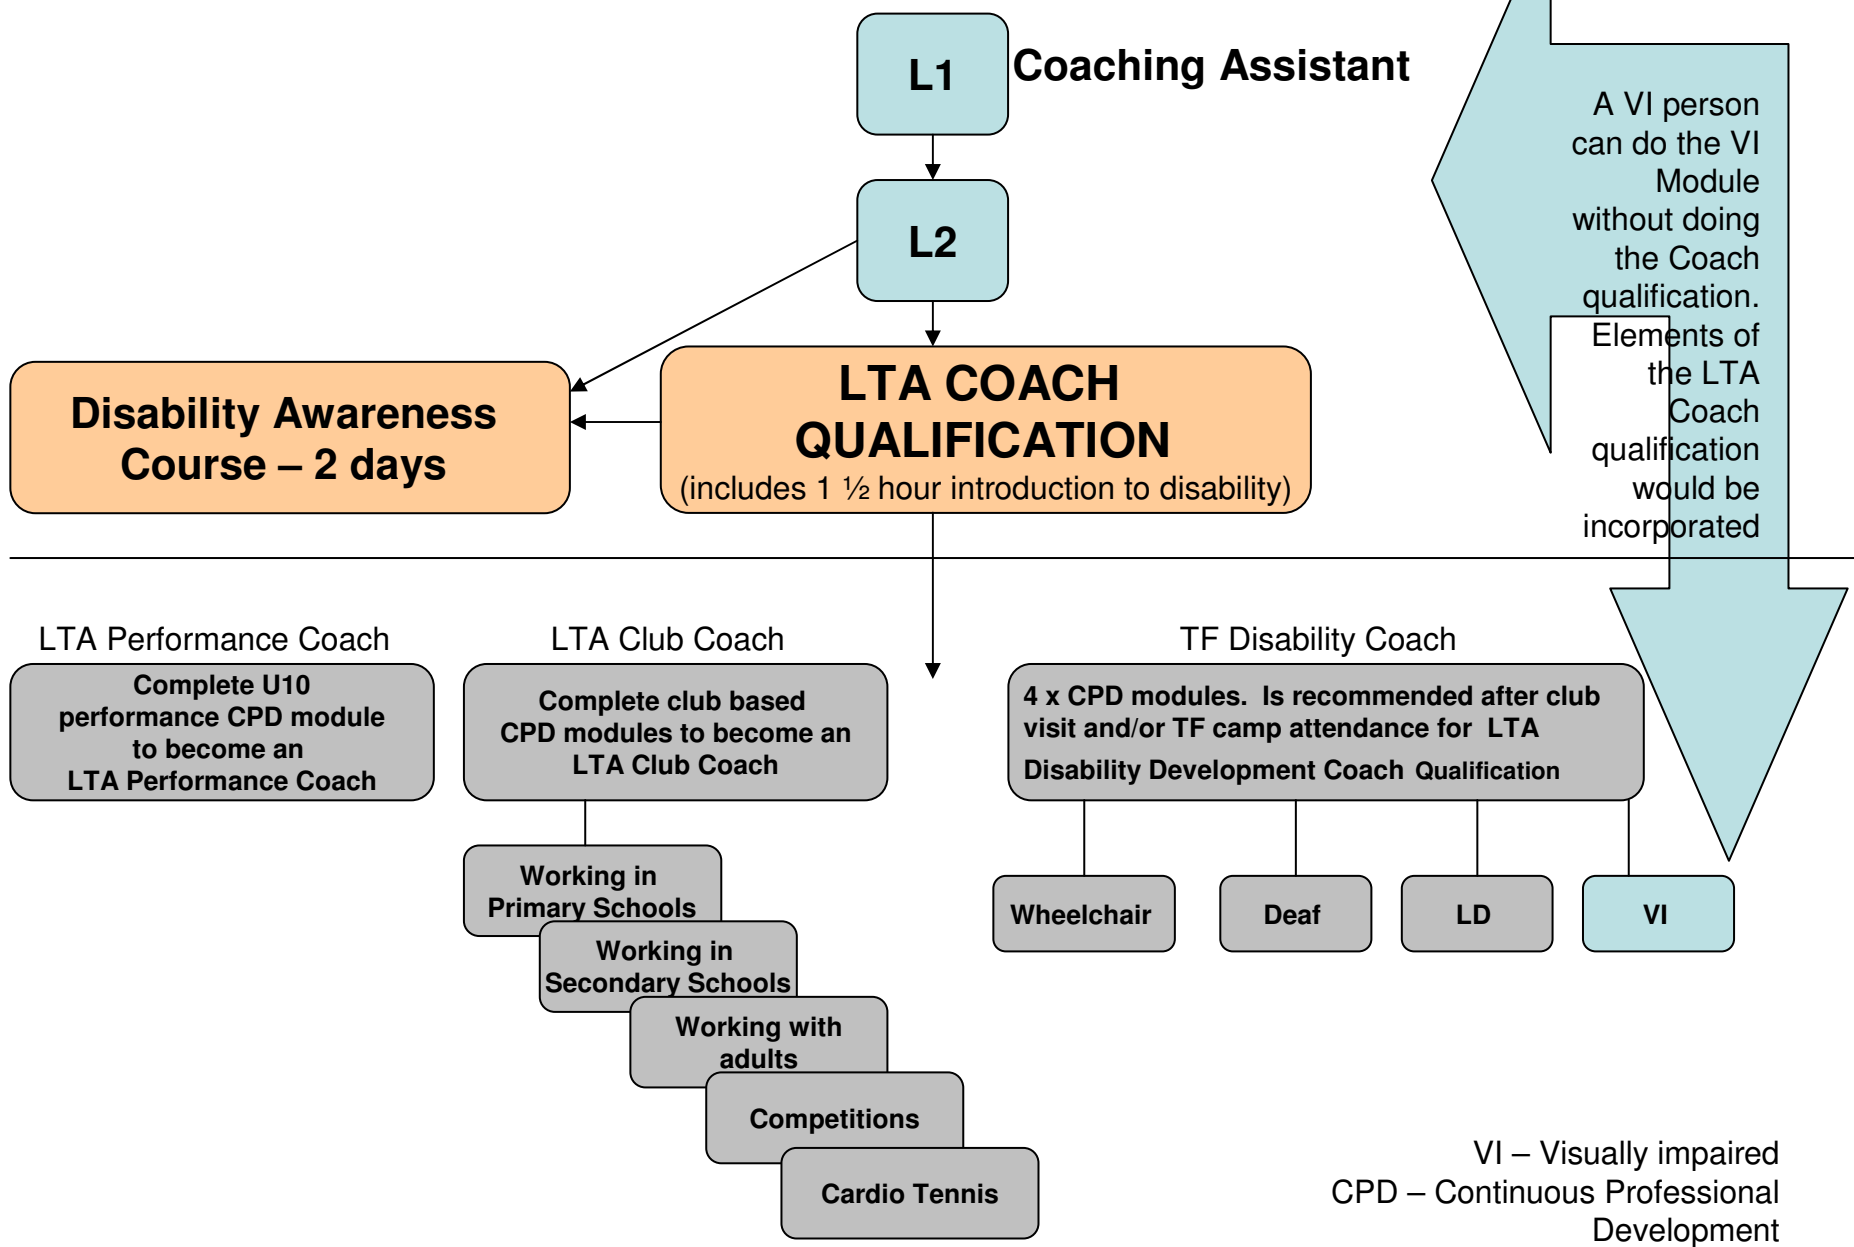 L1
Coaching Assistant
L2
A VI person
can do the VI
Module
without doing
the Coach
qualification.
Elements of
the LTA
Coach
qualification
would be
incorporated
Disability Awareness
Course – 2 days
LTA COACH
QUALIFICATION
(includes 1 ½ hour introduction to disability)
LTA Performance Coach
Complete U10
performance CPD module
to become an
LTA Performance Coach
LTA Club Coach
Complete club based
CPD modules to become an
LTA Club Coach
TF Disability Coach
4 x CPD modules.  Is recommended after club
visit and/or TF camp attendance for  LTA
Disability Development Coach Qualification
Working in
Primary Schools
Working in
Secondary Schools
Working with
adults
Competitions
Cardio Tennis
Wheelchair
Deaf
LD
VI
VI – Visually impaired
CPD – Continuous Professional
Development